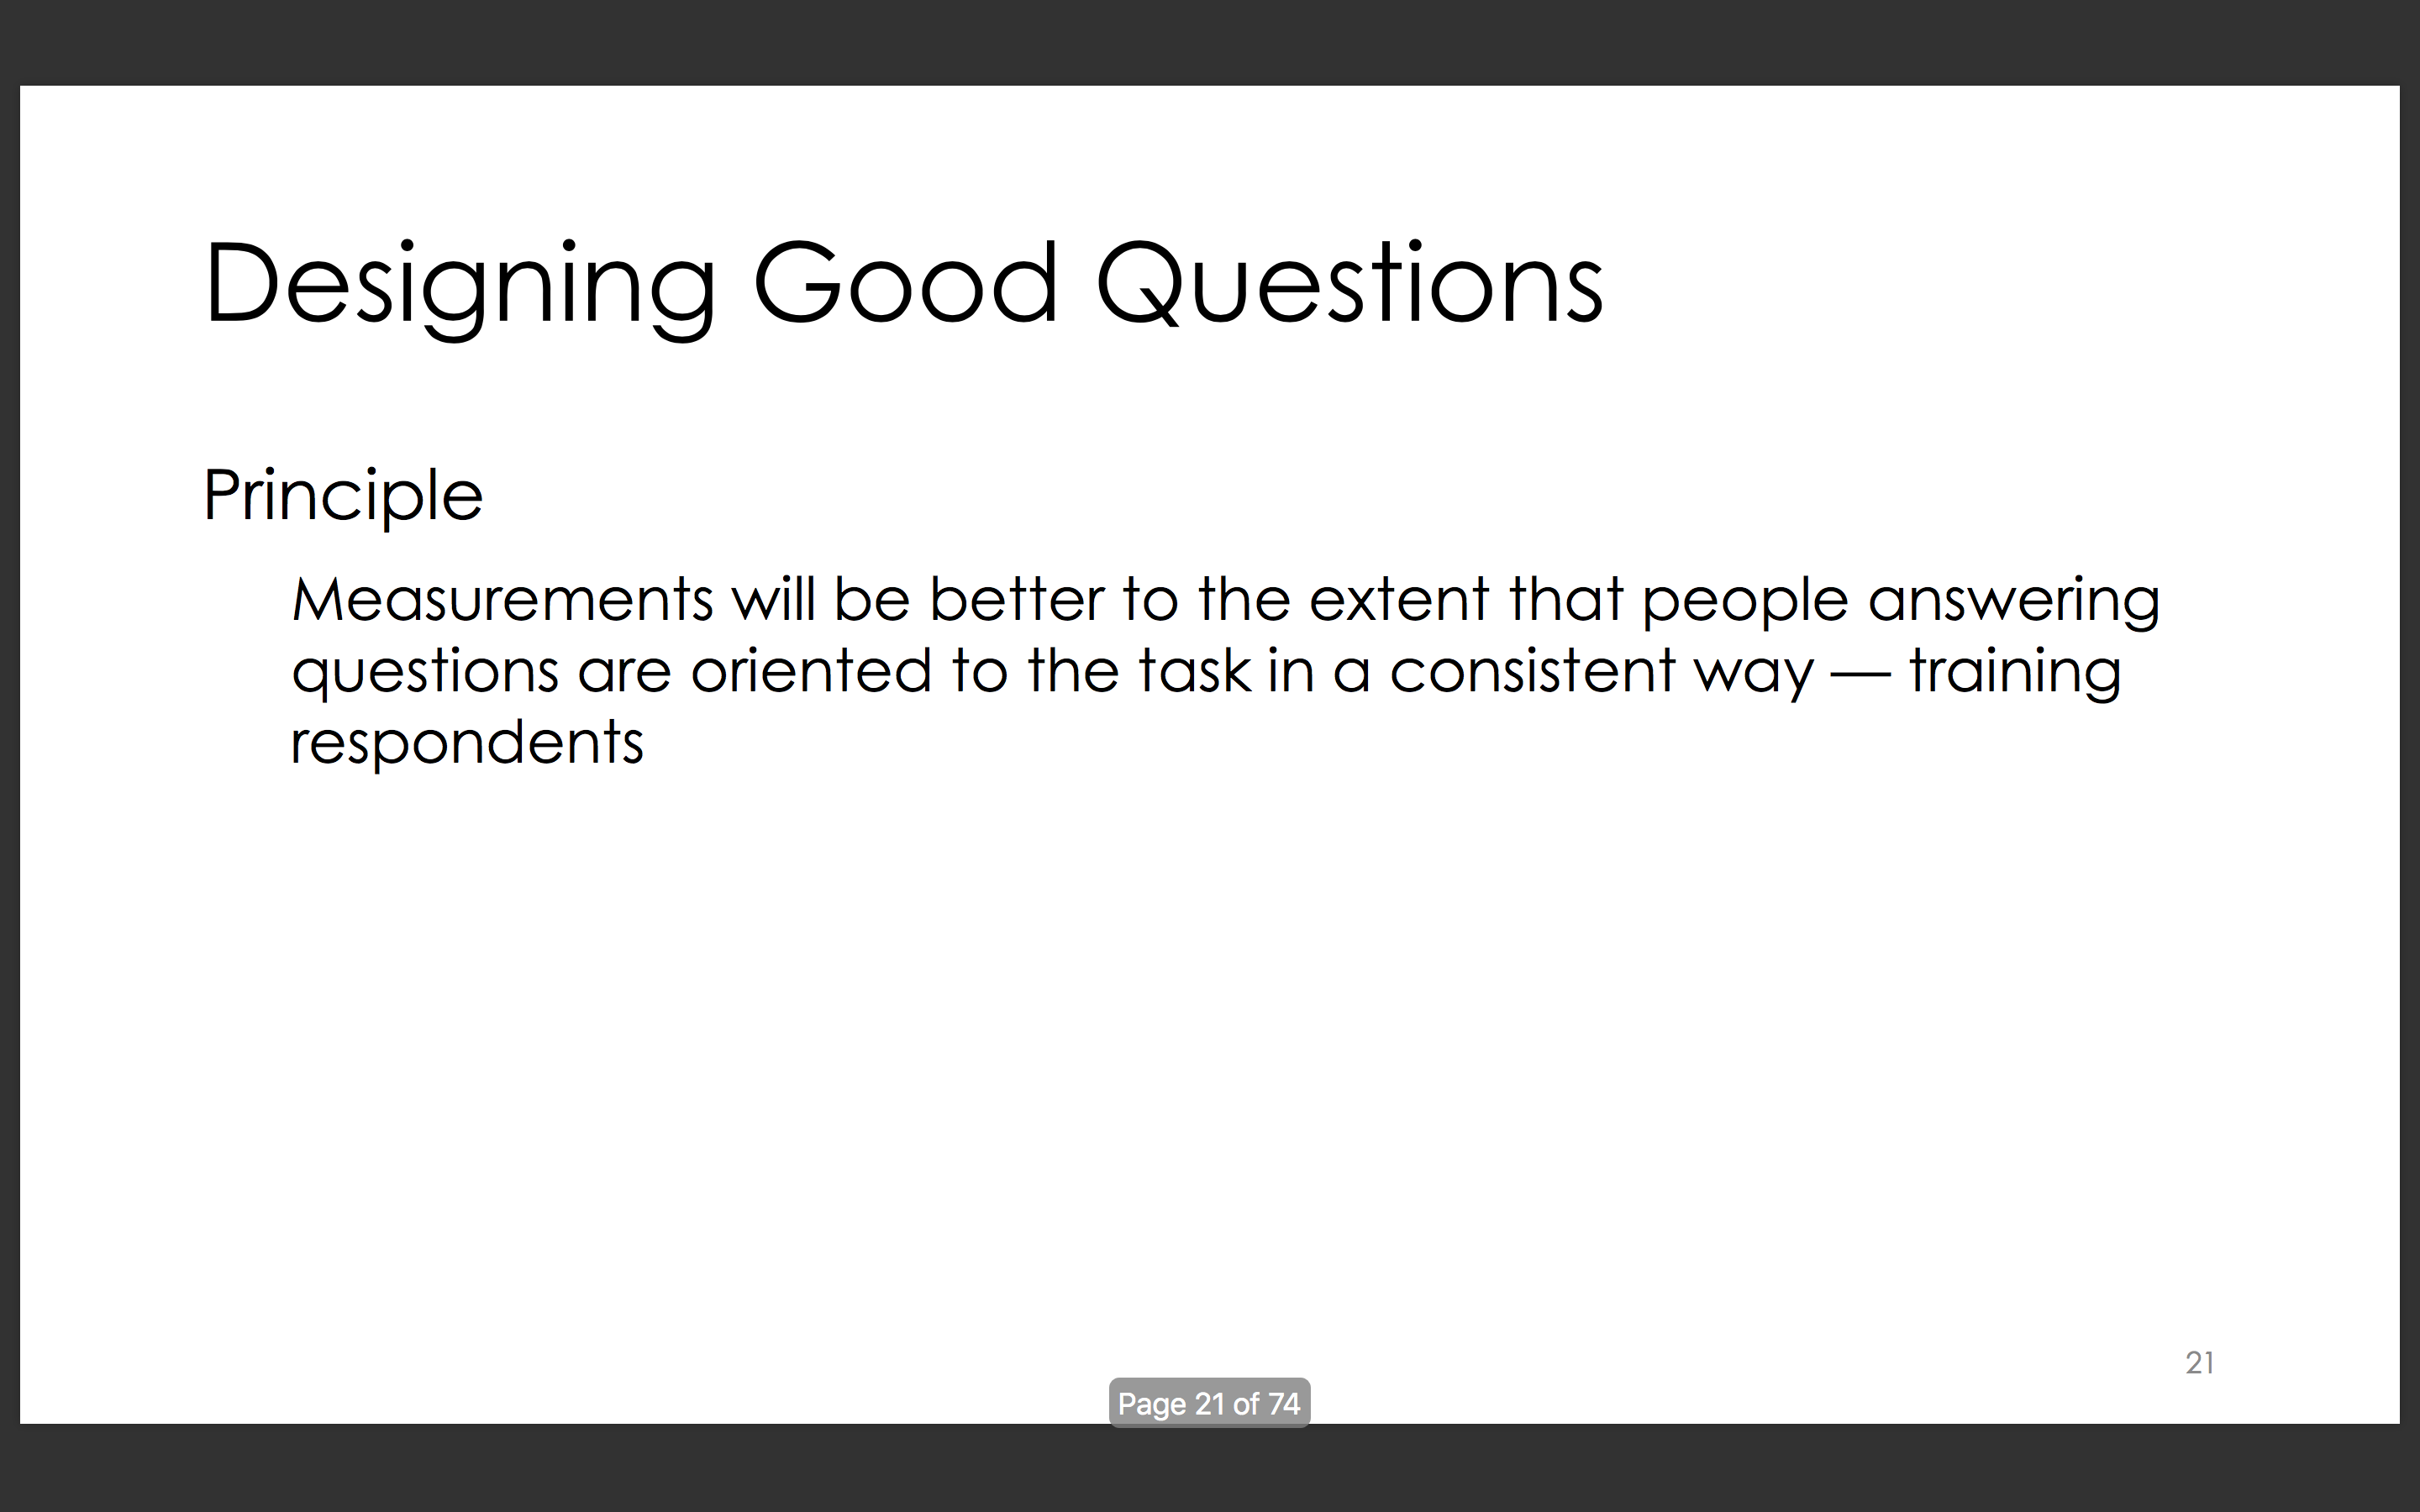 Designing Good Questions
Principle
Measurements will be better to the extent that people answering
questions are oriented to the task in a consistent way — training
respondents
21
Page 21 of 74